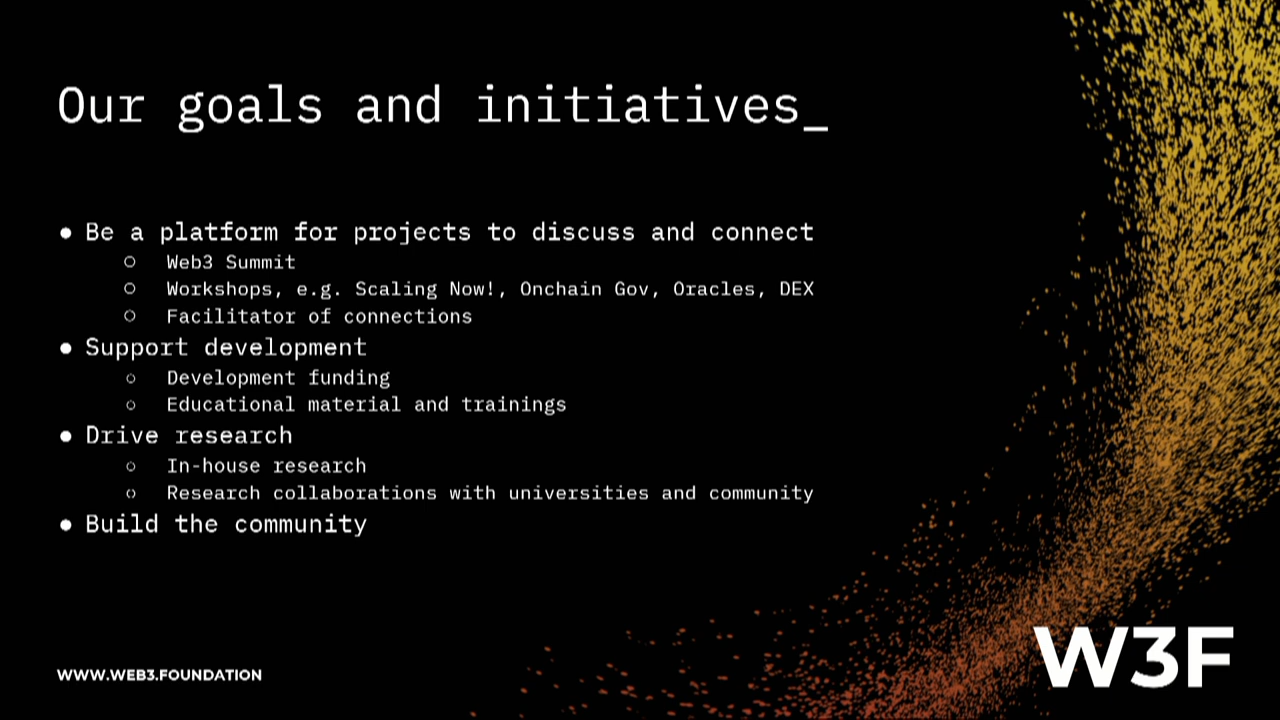 Our goals and initiatives_
● Be a platform for projects to discuss and connect
○ Web3 Summit
○ Workshops, e.g. Scaling Now!, Onchain Gov, Oracles, DEX
○ Facilitator of connections
● Support development
○ Development funding
○ Educational material and trainings
● Drive research
○ In-house research
○ Research collaborations with universities and community
● Build the community
WWW.WEB3.FOUNDATION
W3F